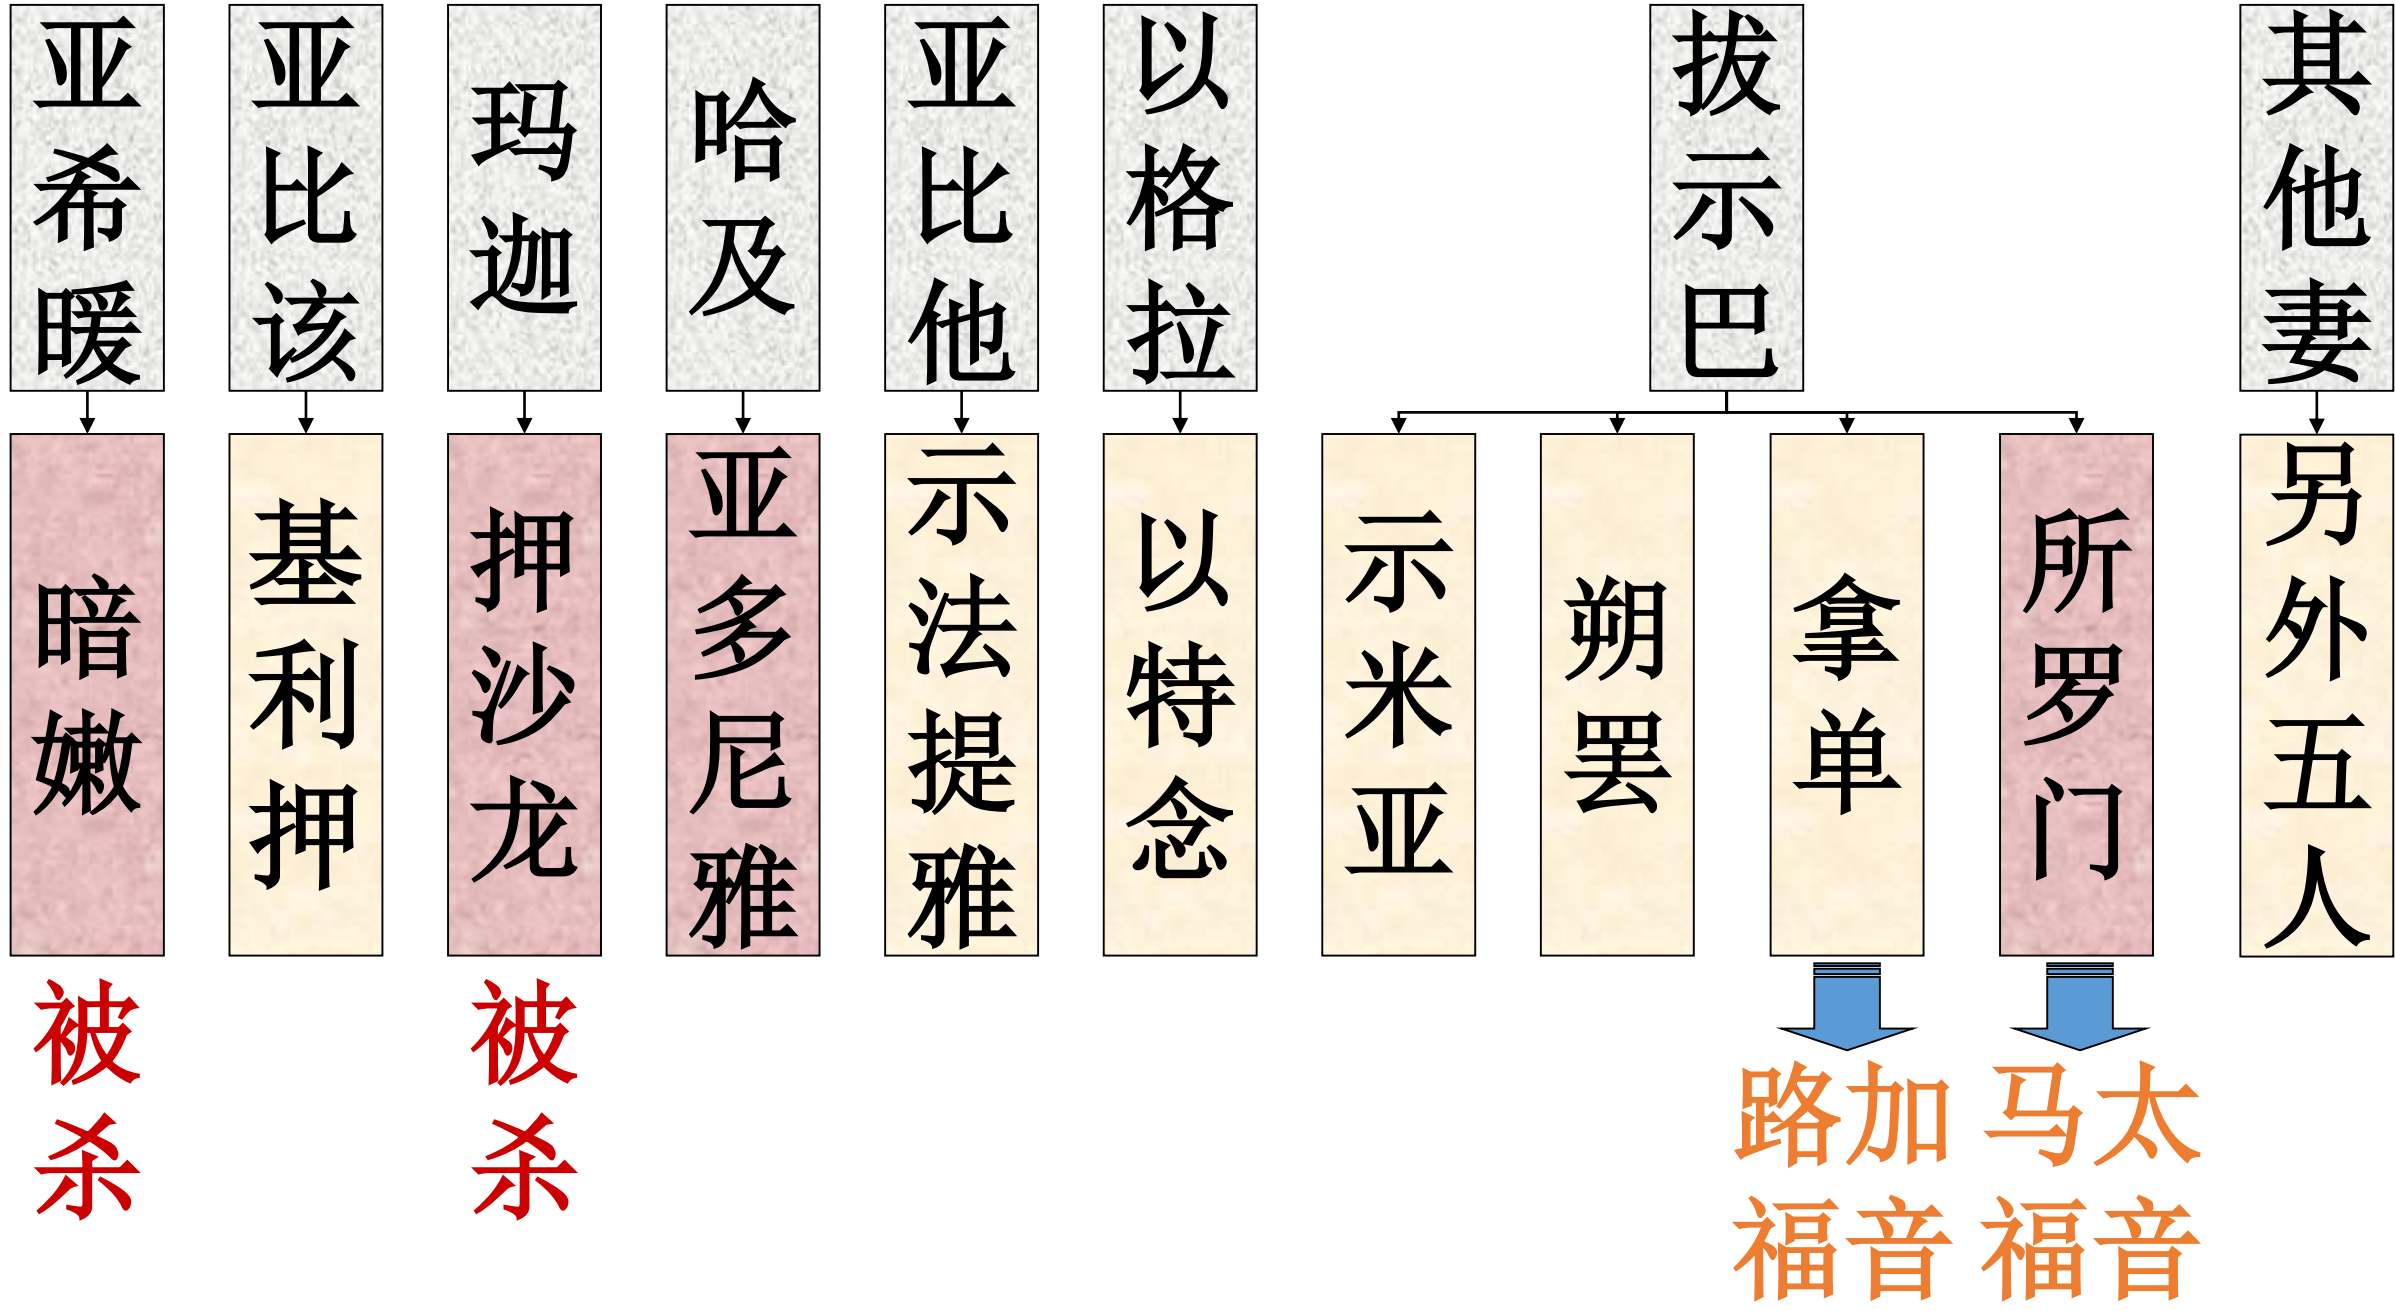 亚希暖
亚比该
玛迦
哈及
亚比他
以格拉
拔示巴
其他妻
暗嫩
基利押
押沙龙
亚多尼雅
示法提雅
以特念
示米亚
朔罢
拿单
所罗门
另外五人
被杀
被杀
路加福音
马太福音